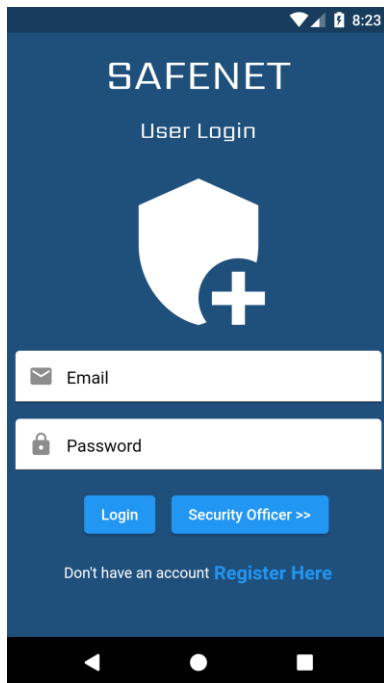 8:23
SAFENET
User Login
Email
Password
Login Security Officer >>
Don't have an account Register Here